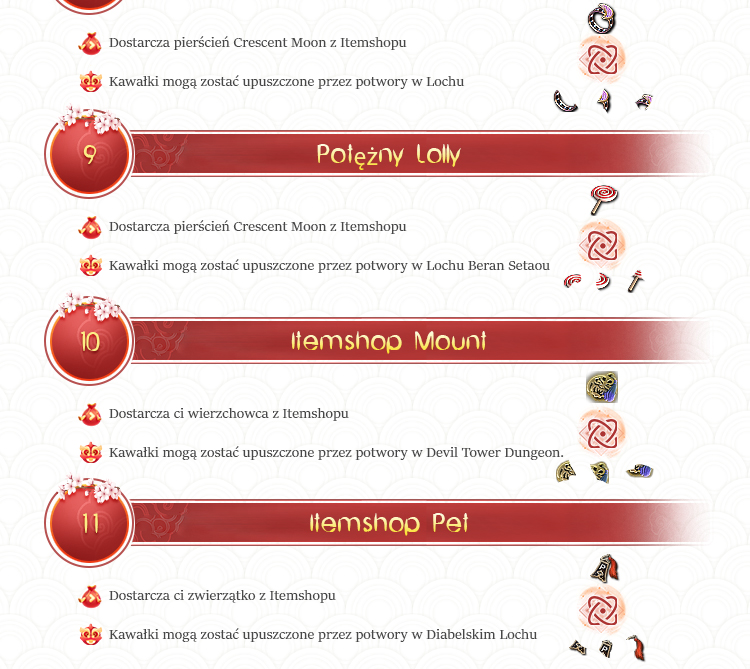 Dostarcza pierścień Crescent Moon z Itemshopu
Kawałki mogą zostać upuszczone przez potwory w Lochu
9
Potężny Lolly
Dostarcza pierścień Crescent Moon z Itemshopu
Kawałki mogą zostać upuszczone przez potwory w Lochu Beran Setaou
10
Itemshop Mount
Dostarcza ci wierzchowca z Itemshopu
Kawałki mogą zostać upuszczone przez potwory w Devil Tower Dungeon.
11
Itemshop Pet
Dostarcza ci zwierzątko z Itemshopu
Kawałki mogą zostać upuszczone przez potwory w Diabelskim Lochu